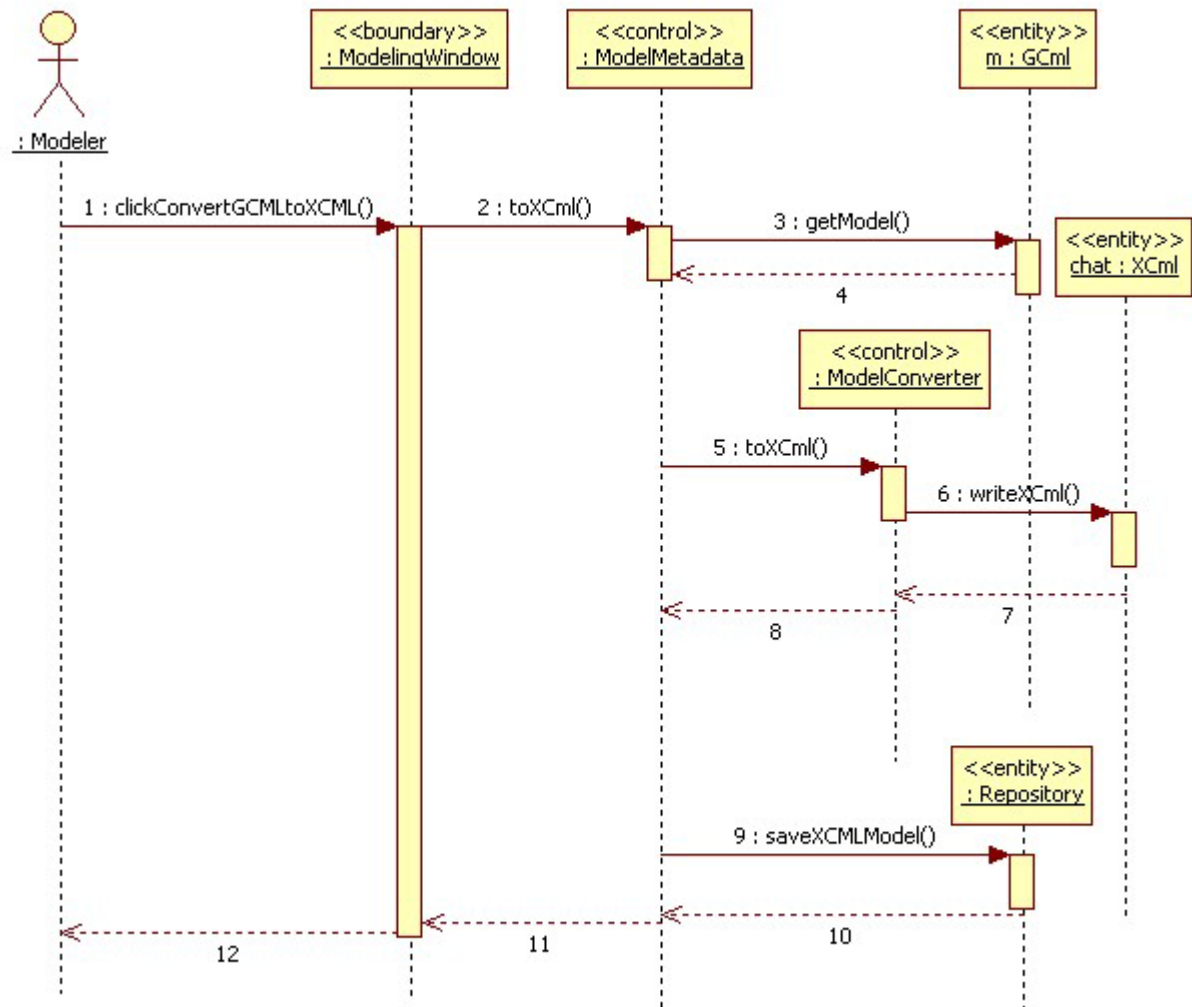 <<boundary>>
: ModelingWindow
<<control>>
: ModelMetadata
<<entity>>
m : GCml
: Modeler
1 : clickConvertGCMLtoXCML()
2 : toXCml()
3 : getModel()
<<entity>>
chat : XCml
4
<<control>>
: ModelConverter
5 : toXCml()
6 : writeXCml()
7
8
<<entity>>
: Repository
9 : saveXCMLModel()
10
11
12